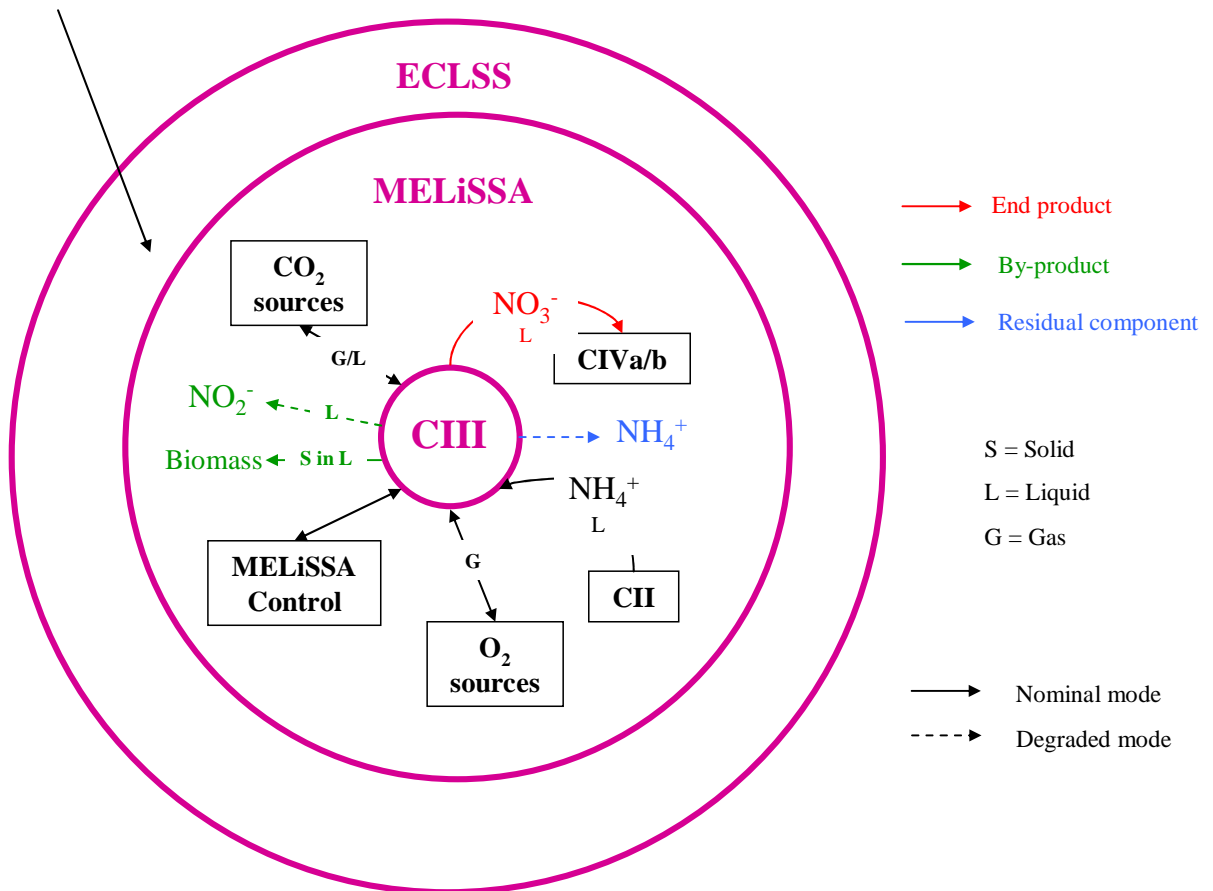 ECLSS
MELiSSA
CO₂
sources
G/L
NO₃⁻
L
CIVa/b
NO₂⁻
L
CIII
NH₄⁺
Biomass
S in L
NH₄⁺
L
MELiSSA
Control
G
CII
O₂
sources
End product
By-product
Residual component
S = Solid
L = Liquid
G = Gas
Nominal mode
Degraded mode